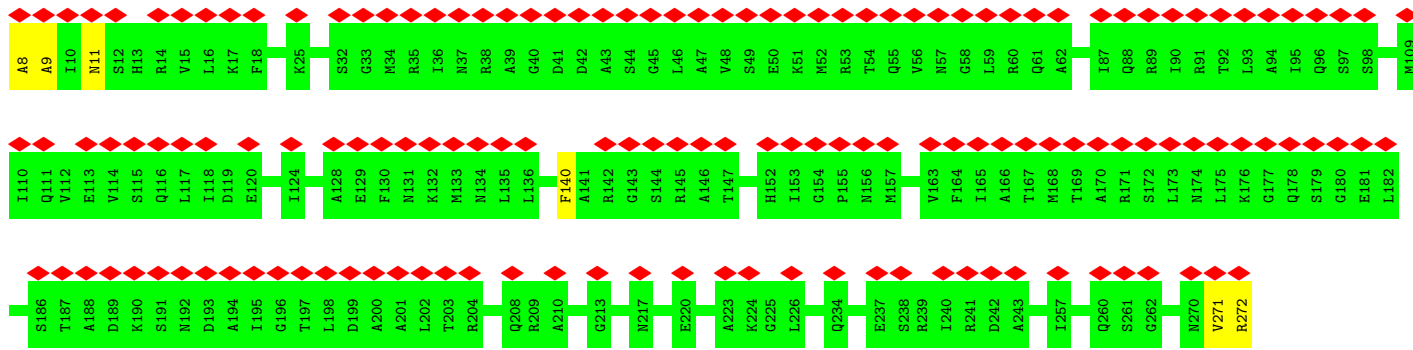 A8 A9 I10 N11 S12 H13 R14 V15 L16 K17 F18 K25 S32 G33 M34 R35 I36 N37 R38 A39 G40 D41 D42 A43 S44 G45 L46 A47 V48 S49 E50 K51 M52 R53 T54 Q55 V56 N57 G58 L59 R60 Q61 A62 I87 Q88 R89 I90 R91 T92 L93 A94 I95 Q96 S97 S98 M109
I110 Q111 V112 E113 V114 S115 Q116 L117 I118 D119 E120 I124 A128 E129 F130 N131 K132 M133 N134 L135 L136 F140 A141 R142 G143 S144 R145 A146 T147 H152 I153 G154 P155 N156 M157 V163 F164 I165 A166 T167 M168 T169 A170 R171 S172 L173 N174 L175 K176 G177 Q178 S179 G180 E181 L182
S186 T187 A188 D189 K190 S191 N192 D193 A194 I195 G196 T197 L198 D199 A200 A201 L202 T203 R204 Q208 R209 A210 G213 N217 E220 A223 K224 G225 L226 Q234 E237 S238 R239 I240 R241 D242 A243 I257 Q260 S261 G262 N270 V271 R272